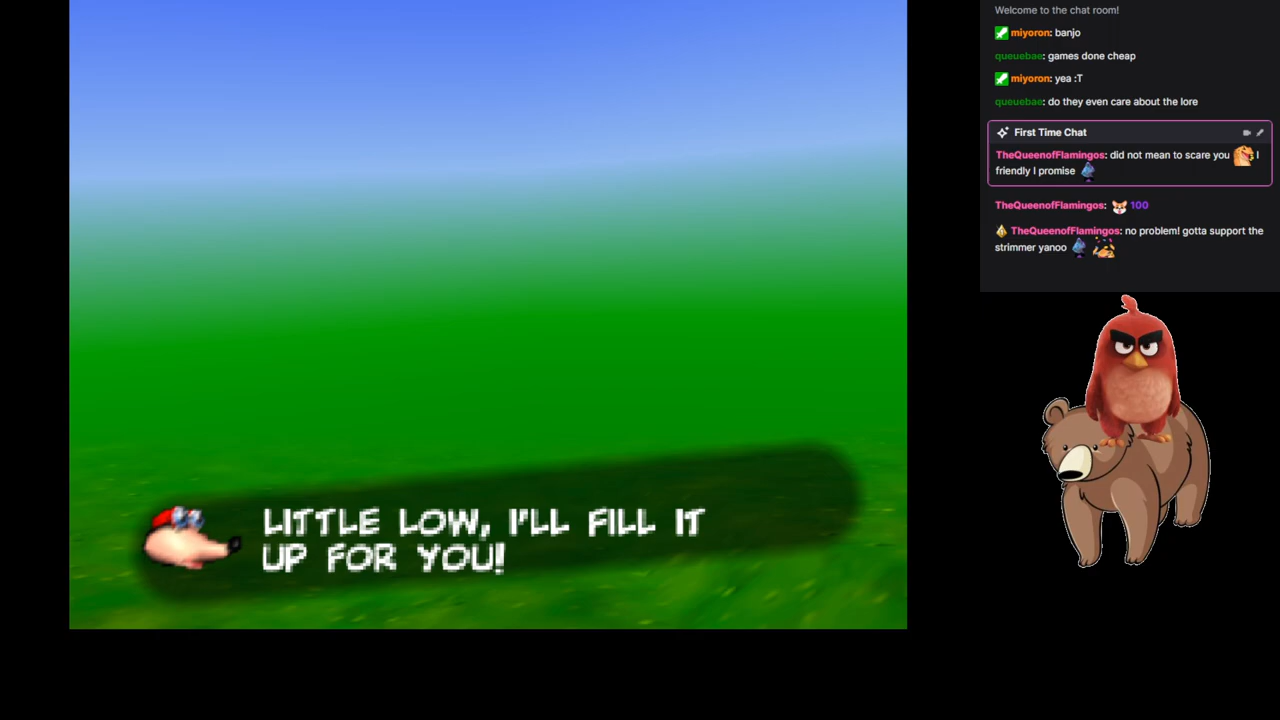 Welcome to the chat room!
miyoron: banjo
queuebae: games done cheap
miyoron: yea :T
queuebae: do they even care about the lore
First Time Chat
TheQueenofFlamingos: did not mean to scare you I
friendly I promise
TheQueenofFlamingos: 100
TheQueenofFlamingos: no problem! gotta support the
strimmer yanoo
LITTLE LOW, I'LL FILL IT
UP FOR YOU!